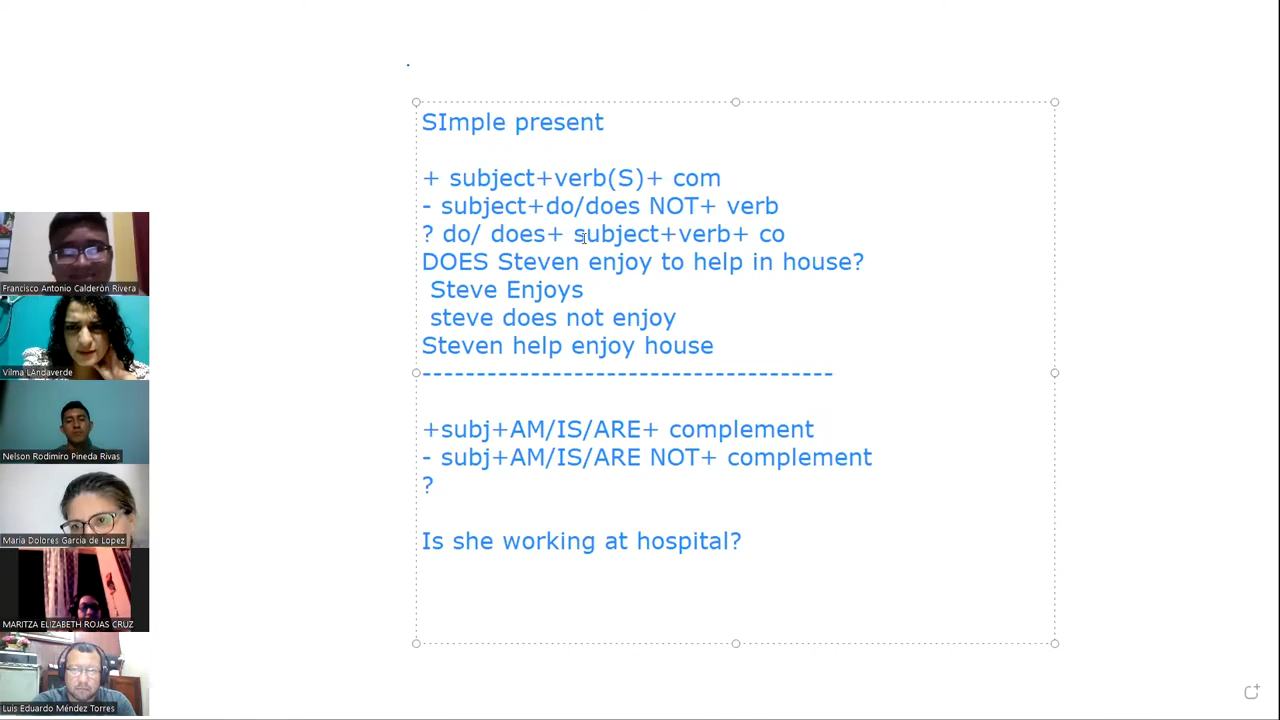 SImple present
+ subject+verb(S)+ com
- subject+do/does NOT+ verb
? do/ does+ subject+verb+ co
DOES Steven enjoy to help in house?
Steve Enjoys
steve does not enjoy
Steven help enjoy house
-------------------------------------
+subj+AM/IS/ARE+ complement
- subj+AM/IS/ARE NOT+ complement
?
Is she working at hospital?
Francisco Antonio Calderòn Rivera
Vilma LAndaverde
Nelson Rodimiro Pineda Rivas
Maria Dolores Garcia de Lopez
MARITZA ELIZABETH ROJAS CRUZ
Luis Eduardo Méndez Torres